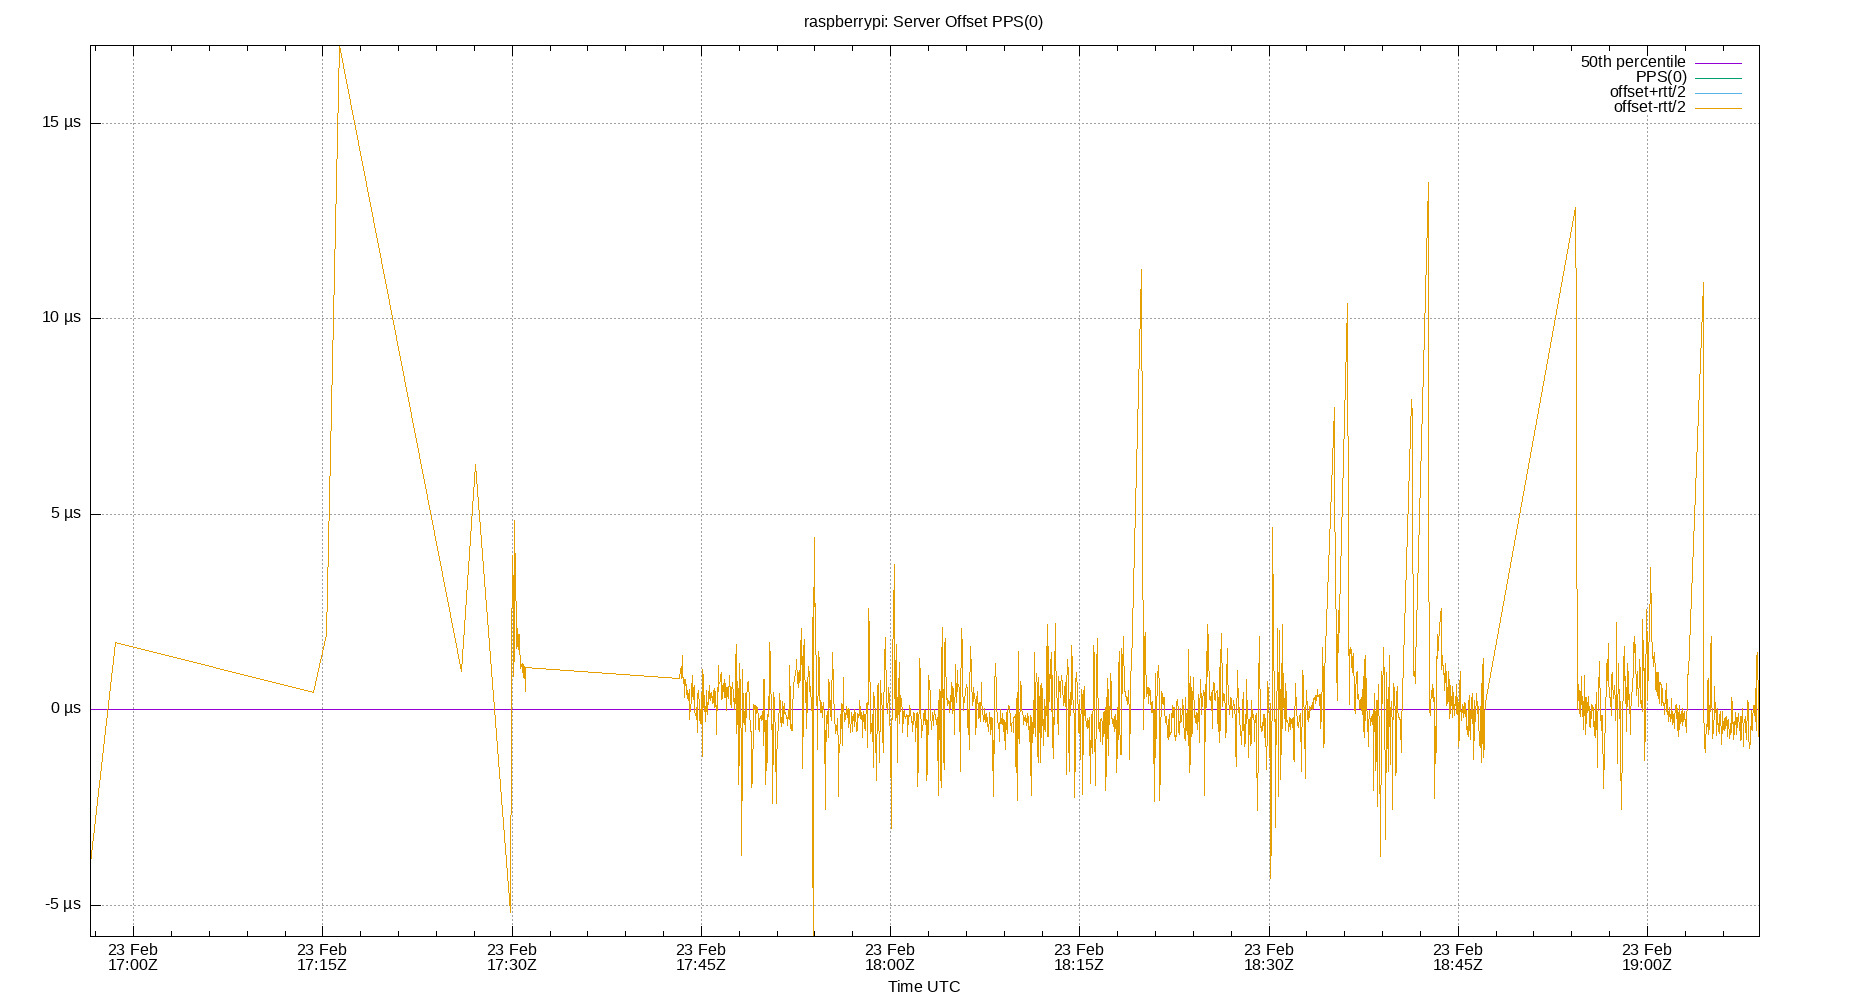 raspberrypi: Server Offset PPS(0)
50th percentile
PPS(0)
offset+rtt/2
offset-rtt/2
15 µs
10 µs
5 µs
0 µs
-5 µs
23 Feb 23 Feb 23 Feb 23 Feb 23 Feb 23 Feb 23 Feb 23 Feb 23 Feb
17:00Z 17:15Z 17:30Z 17:45Z 18:00Z 18:15Z 18:30Z 18:45Z 19:00Z
Time UTC